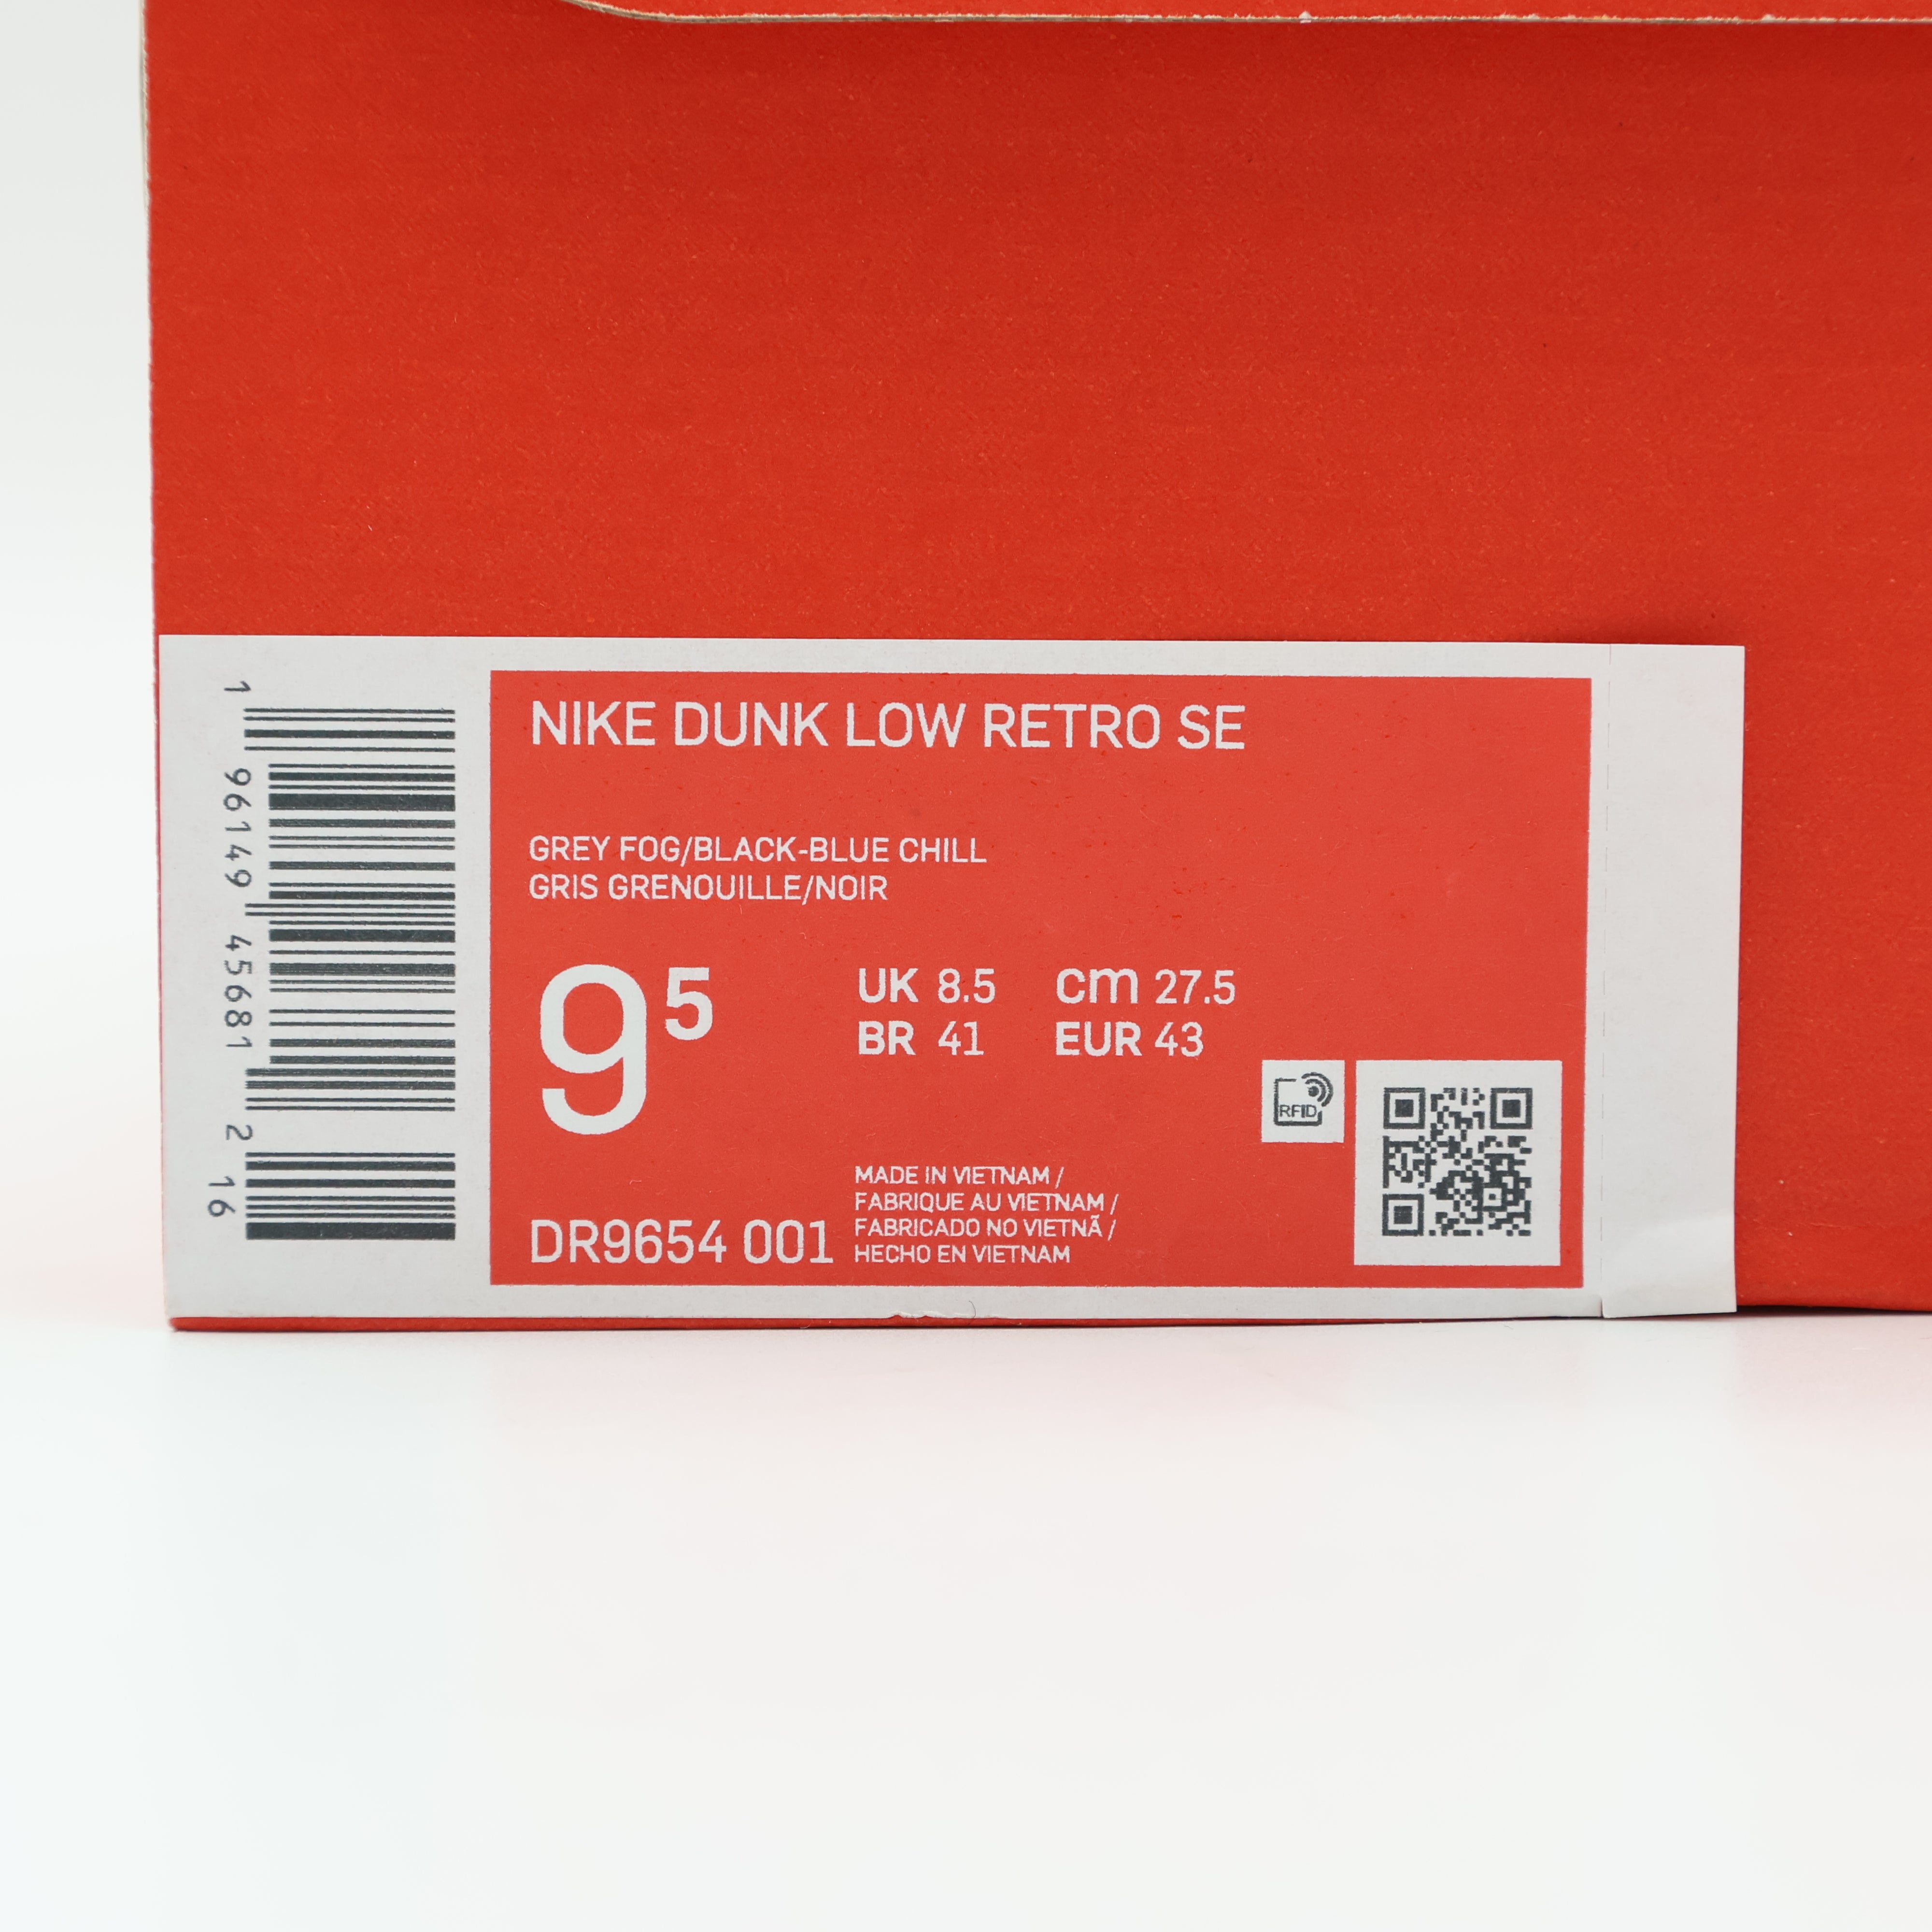 1 96149 45681 2 16
NIKE DUNK LOW RETRO SE
GREY FOG/BLACK-BLUE CHILL
GRIS GRENOUILLE/NOIR
9⁵
UK 8.5 cm 27.5
BR 41 EUR 43
RFID
MADE IN VIETNAM /
FABRIQUE AU VIETNAM /
FABRICADO NO VIETNÃ /
HECHO EN VIETNAM
DR9654 001